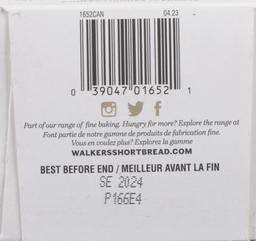 1652CAN 04.23
0 39047 01652 1
Part of our range of fine baking. Hungry for more? Explore the range at
Font partie de notre gamme de produits de fabrication fine.
Vous en voulez plus? Explorez la gamme
WALKERSSHORTBREAD.COM
BEST BEFORE END / MEILLEUR AVANT LA FIN
SE 2024
P166E4